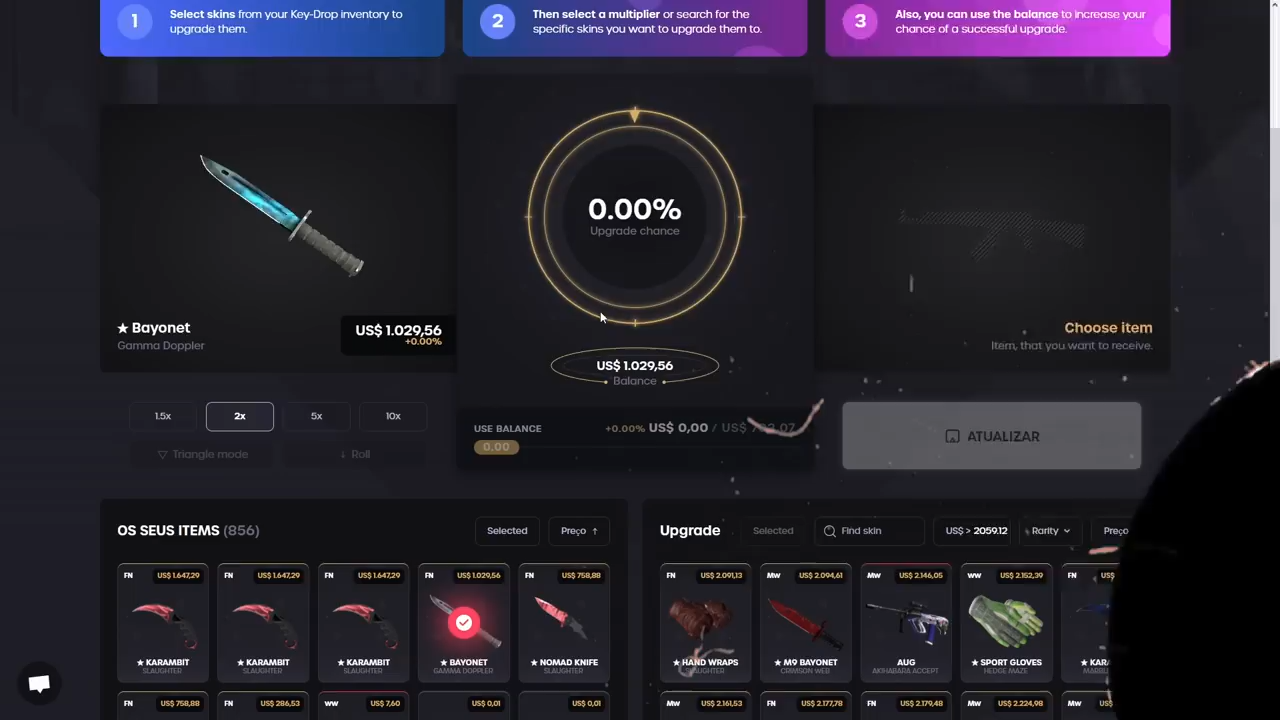 1
Select skins from your Key-Drop inventory to
upgrade them.
2
Then select a multiplier or search for the
specific skins you want to upgrade them to.
3
Also, you can use the balance to increase your
chance of a successful upgrade.
★ Bayonet
Gamma Doppler
US$ 1.029,56
+0.00%
0.00%
Upgrade chance
US$ 1.029,56
Balance
Choose item
Item, that you want to receive.
1.5x
2x
5x
10x
▽ Triangle mode
↓ Roll
USE BALANCE
+0.00% US$ 0,00 / US$
0.00
ATUALIZAR
OS SEUS ITEMS (856)
Selected
Preço ↑
Upgrade
Selected
Find skin
US$ > 2059.12
Rarity
Preço
FN US$ 1.647,29
★ KARAMBIT
SLAUGHTER
FN US$ 1.647,29
★ KARAMBIT
SLAUGHTER
FN US$ 1.647,29
★ KARAMBIT
SLAUGHTER
FN US$ 1.029,56
★ BAYONET
GAMMA DOPPLER
FN US$ 758,88
★ NOMAD KNIFE
SLAUGHTER
FN US$ 2.091,13
★ HAND WRAPS
SLAUGHTER
MW US$ 2.094,61
★ M9 BAYONET
CRIMSON WEB
MW US$ 2.146,05
AUG
AKIHABARA ACCEPT
WW US$ 2.152,39
★ SPORT GLOVES
HEDGE MAZE
FN US$
FN US$ 758,88
FN US$ 286,53
WW US$ 7,60
US$ 0,01
US$ 0,01
MW US$ 2.161,53
FN US$ 2.177,78
FN US$ 2.179,48
MW US$ 2.224,98